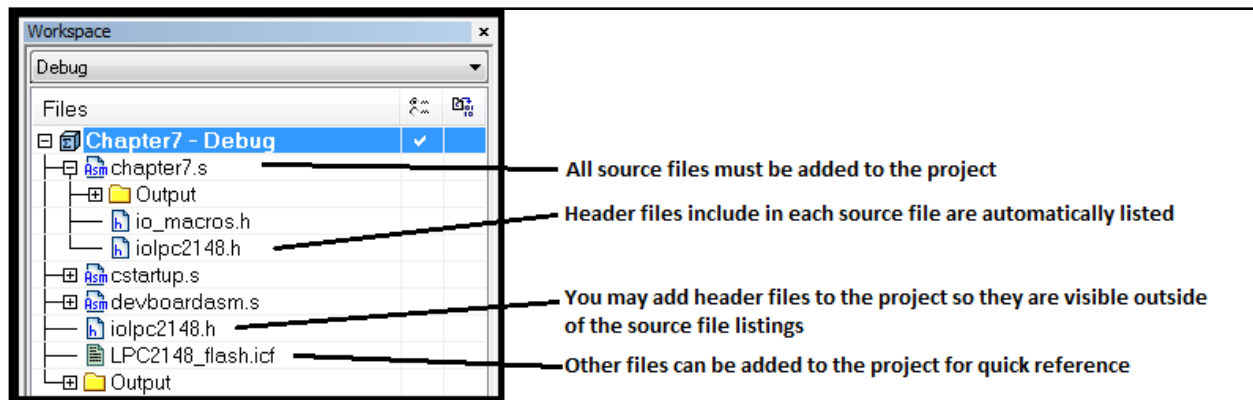 Workspace x
Debug
Files
Chapter7 - Debug
Asm chapter7.s
All source files must be added to the project
Output
io_macros.h
Header files include in each source file are automatically listed
h iolpc2148.h
Asm cstartup.s
Asm devboardasm.s
You may add header files to the project so they are visible outside
of the source file listings
h iolpc2148.h
LPC2148_flash.icf
Other files can be added to the project for quick reference
Output